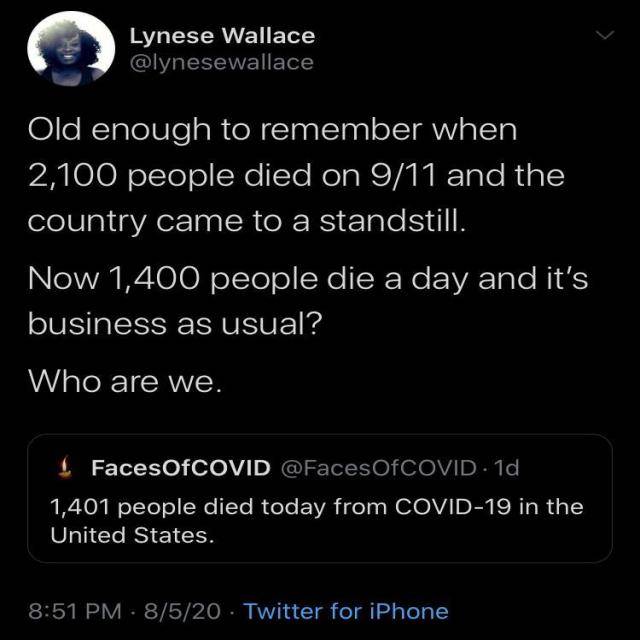 Lynese Wallace
@lynesewallace
Old enough to remember when
2,100 people died on 9/11 and the
country came to a standstill.
Now 1,400 people die a day and it's
business as usual?
Who are we.
FacesOfCOVID @FacesOfCOVID · 1d
1,401 people died today from COVID-19 in the
United States.
8:51 PM · 8/5/20 · Twitter for iPhone